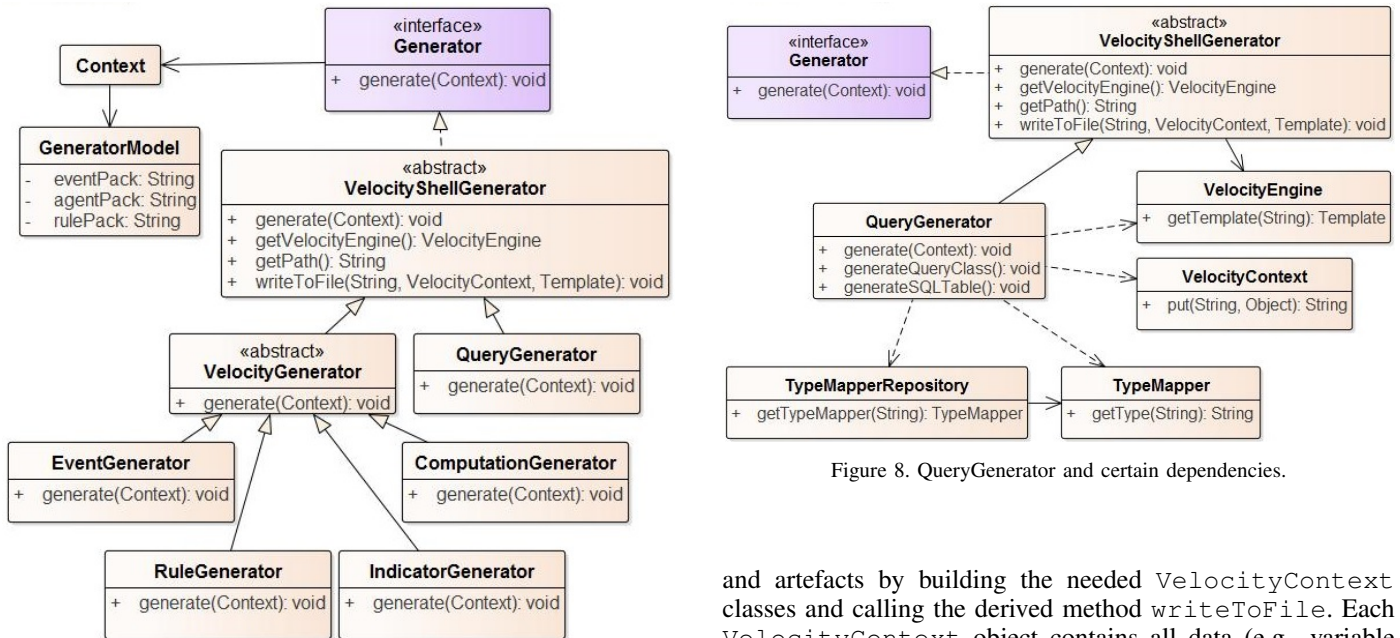 «interface»
Generator
+ generate(Context): void
Context
GeneratorModel
- eventPack: String
- agentPack: String
- rulePack: String
«abstract»
VelocityShellGenerator
+ generate(Context): void
+ getVelocityEngine(): VelocityEngine
+ getPath(): String
+ writeToFile(String, VelocityContext, Template): void
«abstract»
VelocityGenerator
+ generate(Context): void
QueryGenerator
+ generate(Context): void
EventGenerator
+ generate(Context): void
ComputationGenerator
+ generate(Context): void
RuleGenerator
+ generate(Context): void
IndicatorGenerator
+ generate(Context): void
«interface»
Generator
+ generate(Context): void
«abstract»
VelocityShellGenerator
+ generate(Context): void
+ getVelocityEngine(): VelocityEngine
+ getPath(): String
+ writeToFile(String, VelocityContext, Template): void
VelocityEngine
+ getTemplate(String): Template
QueryGenerator
+ generate(Context): void
+ generateQueryClass(): void
+ generateSQLTable(): void
VelocityContext
+ put(String, Object): String
TypeMapperRepository
+ getTypeMapper(String): TypeMapper
TypeMapper
+ getType(String): String
Figure 8. QueryGenerator and certain dependencies.
and artefacts by building the needed VelocityContext
classes and calling the derived method writeToFile. Each
VelocityContext object contains all data (e.g., variable